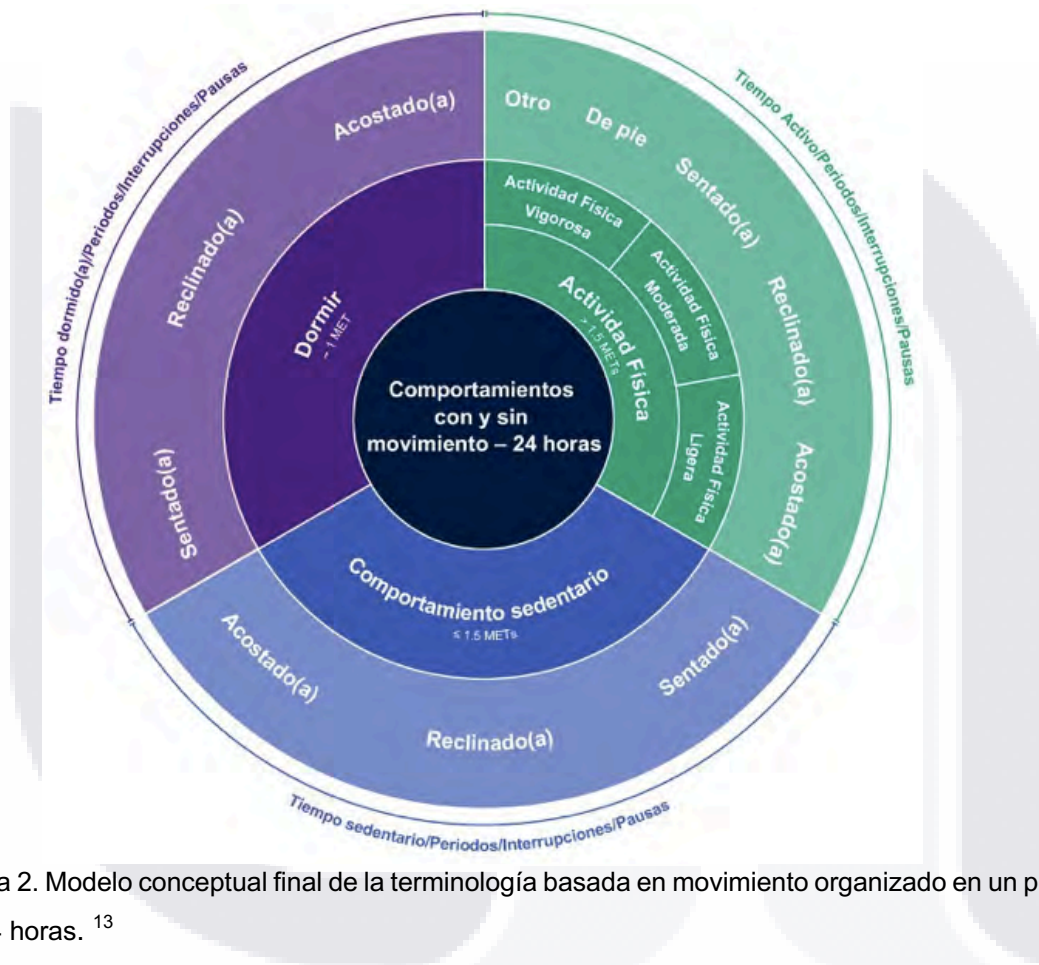 Tiempo dormido(a)/Periodos/Interrupciones/Pausas
Acostado(a)
Reclinado(a)
Sentado(a)
Dormir
~ 1 MET
Tiempo Activo/Periodos/Interrupciones/Pausas
Otro
De pie
Sentado(a)
Reclinado(a)
Acostado(a)
Actividad Física
Vigorosa
Actividad Física
Moderada
Actividad Física
Ligera
Actividad Física
> 1.5 METs
Comportamientos
con y sin
movimiento – 24 horas
Comportamiento sedentario
≤ 1.5 METs
Acostado(a)
Reclinado(a)
Sentado(a)
Tiempo sedentario/Periodos/Interrupciones/Pausas
a 2. Modelo conceptual final de la terminología basada en movimiento organizado en un p
horas. 13